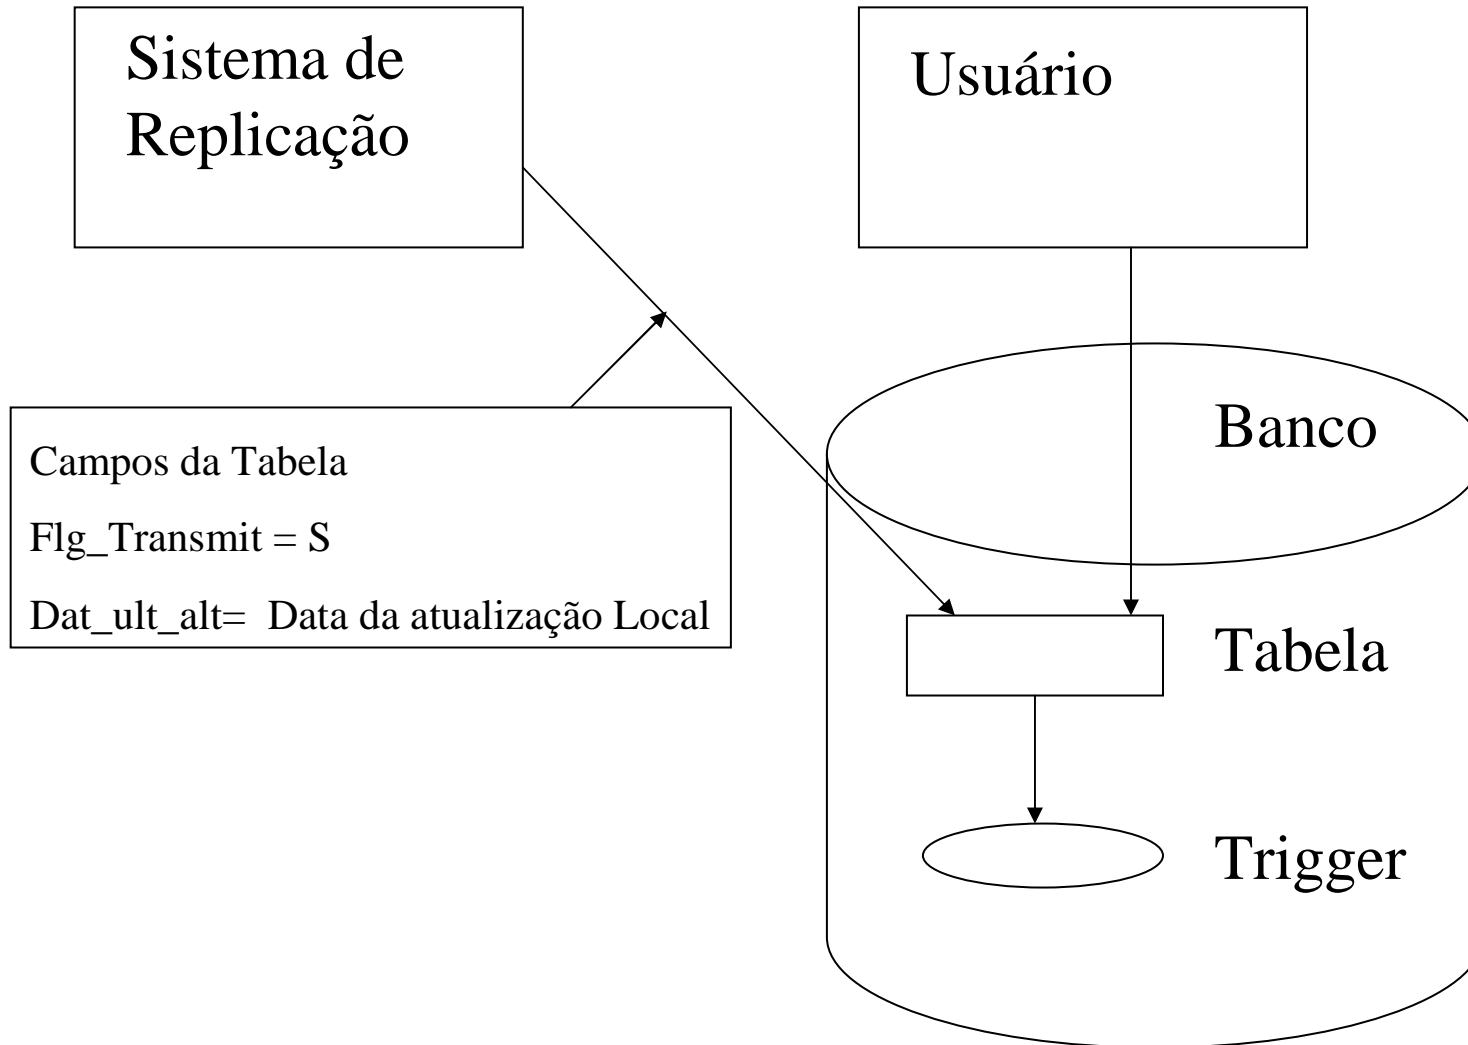 Sistema de
Replicação
Usuário
Banco
Campos da Tabela
Flg_Transmit = S
Dat_ult_alt=  Data da atualização Local
Tabela
Trigger